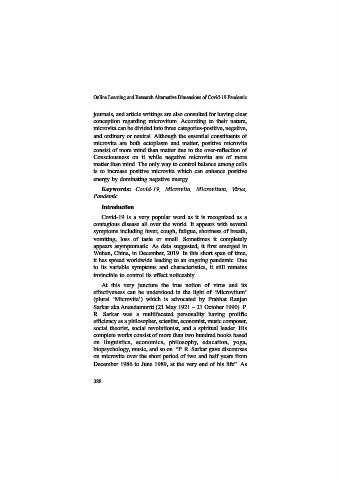 Online Learning and Research Alternative Dimensions of Covid-19 Pandemic
journals, and article writings are also consulted for having clear
conception regarding microvitum. According to their nature,
microvita can be divided into three categories-positive, negative,
and ordinary or neutral. Although the essential constituents of
microvita are both ectoplasm and matter, positive microvita
consist of more mind than matter due to the over-reflection of
Consciousness on it while negative microvita are of more
matter than mind. The only way to control balance among cells
is to increase positive microvita which can enhance positive
energy by dominating negative energy.
Keywords: Covid-19, Microvita, Microvitum, Virus,
Pandemic
Introduction
Covid-19 is a very popular word as it is recognized as a
contagious disease all over the world. It appears with several
symptoms including fever, cough, fatigue, shortness of breath,
vomiting, loss of taste or smell. Sometimes it completely
appears asymptomatic. As data suggested, it first emerged in
Wuhan, China, in December, 2019. In this short span of time,
it has spread worldwide leading to an ongoing pandemic. Due
to its variable symptoms and characteristics, it still remains
invincible to control its effect noticeably.
At this very juncture the true notion of virus and its
effectiveness can be understood in the light of "Microvitum"
(plural "Microvita") which is advocated by Prabhat Ranjan
Sarkar aka Anandamurti (21 May 1921 – 21 October 1990). P.
R. Sarkar was a multifaceted personality having prolific
efficiency as a philosopher, scientist, economist, music composer,
social theorist, social revolutionist, and a spiritual leader. His
complete works consist of more than two hundred books based
on linguistics, economics, philosophy, education, yoga,
biopsychology, music, and so on. "P. R. Sarkar gave discourses
on microvita over the short period of two and half years from
December 1986 to June 1989, at the very end of his life". As
288